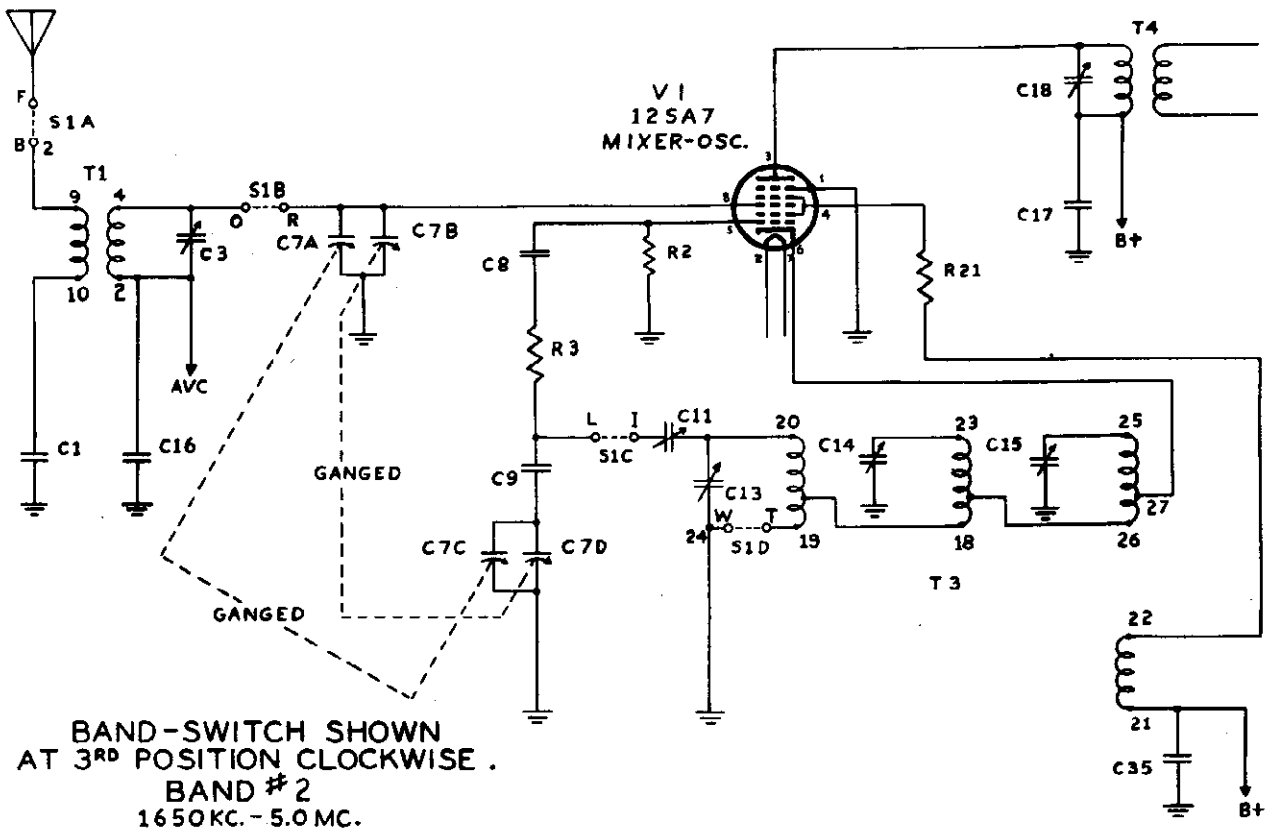 T4
C18
V1
12SA7
MIXER-OSC.
F
S1A
B 2
T1
9 4
S1B
O R
3
1
8
4
5
6
2 7
C17
B+
C3
C7A C7B
C8
R2
R21
10 2
R3
AVC
C1
C16
L I
S1C
C11
20
23
25
C14
C15
GANGED
C9
C13
27
W T
24
S1D
19
18
26
C7C C7D
T3
GANGED
22
21
C35
B+
BAND-SWITCH SHOWN
AT 3RD POSITION CLOCKWISE.
BAND #2
1650KC.-5.0MC.